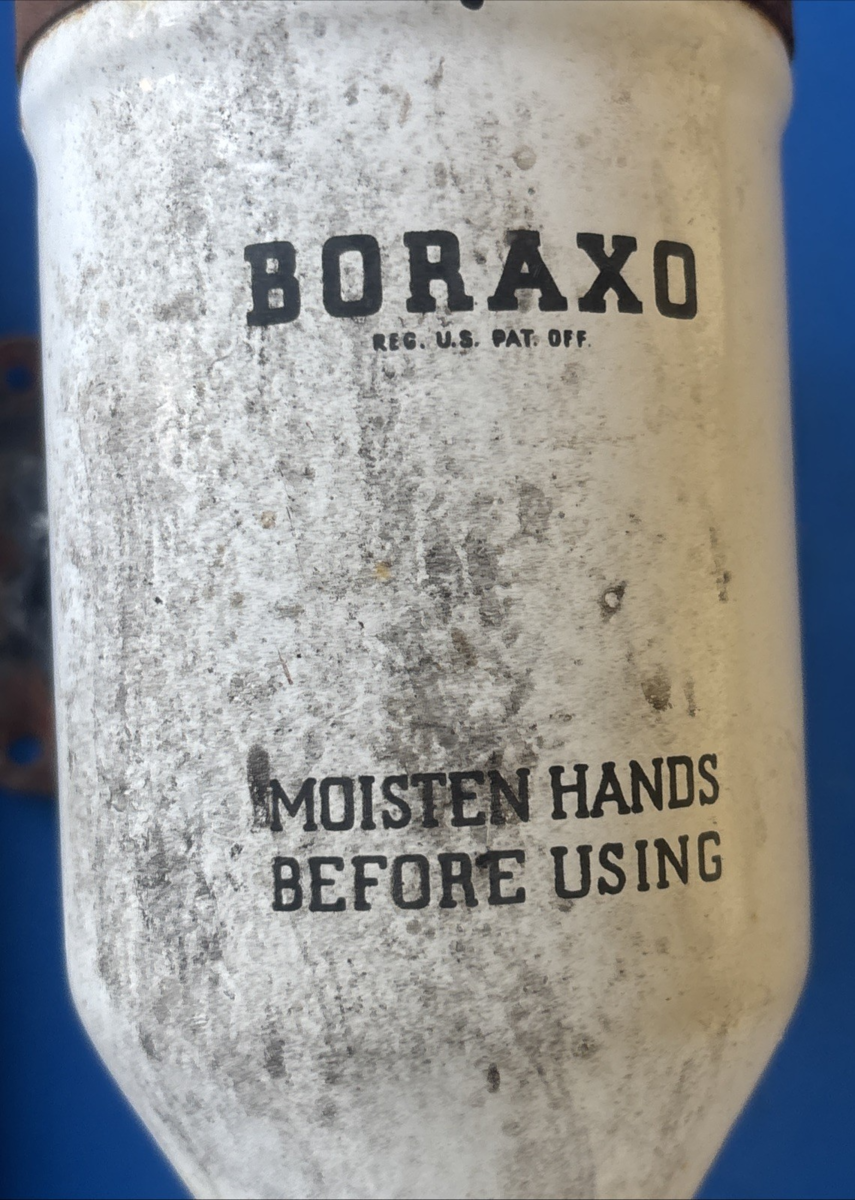 BORAXO
REG. U.S. PAT. OFF.
MOISTEN HANDS
BEFORE USING